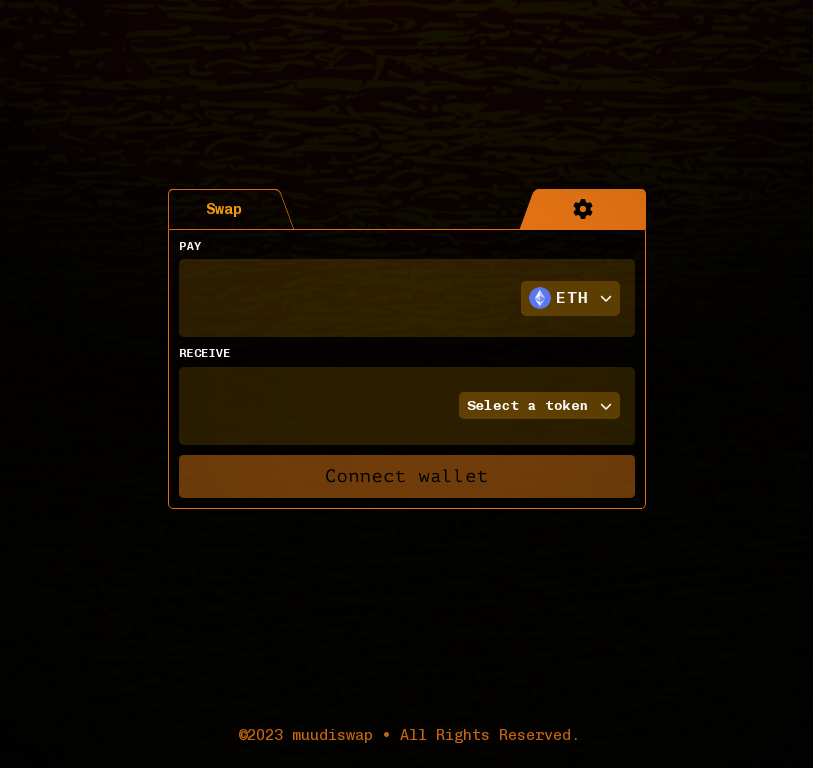 Swap
PAY
ETH
RECEIVE
Select a token
Connect wallet
©2023 muudiswap • All Rights Reserved.